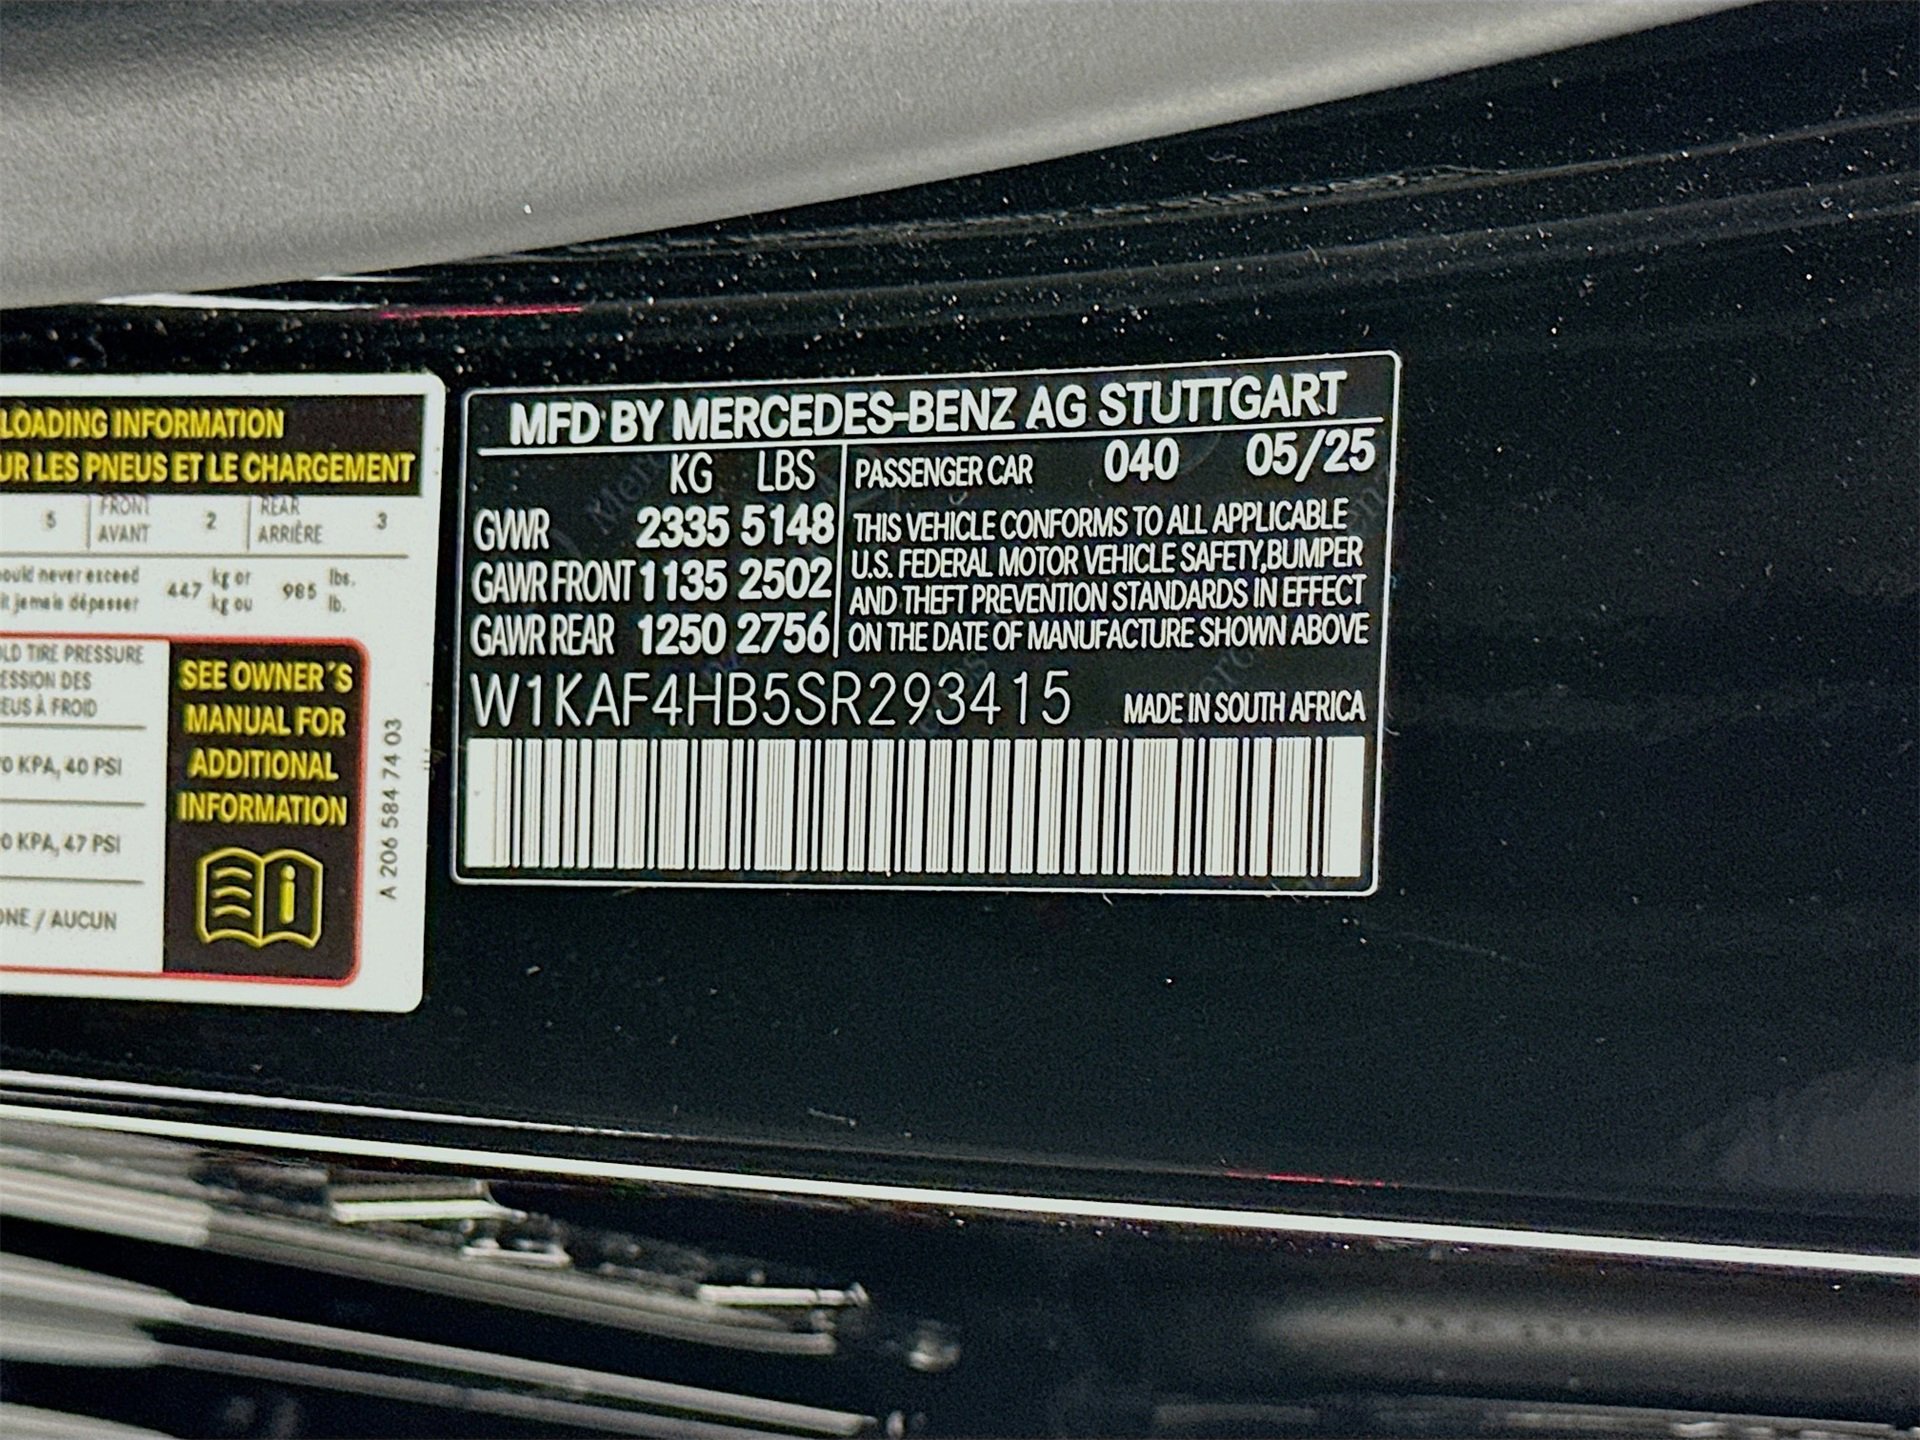 LOADING INFORMATION
UR LES PNEUS ET LE CHARGEMENT
5 FRONT AVANT 2 REAR ARRIÈRE 3
ould never exceed 447 kg or 985 lbs.
it jamais dépasser kg ou lb.
OLD TIRE PRESSURE
ESSION DES
EUS À FROID
0 KPA, 40 PSI
0 KPA, 47 PSI
ONE / AUCUN
SEE OWNER´S
MANUAL FOR
ADDITIONAL
INFORMATION
i
A 206 584 74 03
MFD BY MERCEDES-BENZ AG STUTTGART
KG LBS
GVWR 2335 5148
GAWR FRONT 1135 2502
GAWR REAR 1250 2756
PASSENGER CAR 040 05/25
THIS VEHICLE CONFORMS TO ALL APPLICABLE
U.S. FEDERAL MOTOR VEHICLE SAFETY,BUMPER
AND THEFT PREVENTION STANDARDS IN EFFECT
ON THE DATE OF MANUFACTURE SHOWN ABOVE
W1KAF4HB5SR293415 MADE IN SOUTH AFRICA